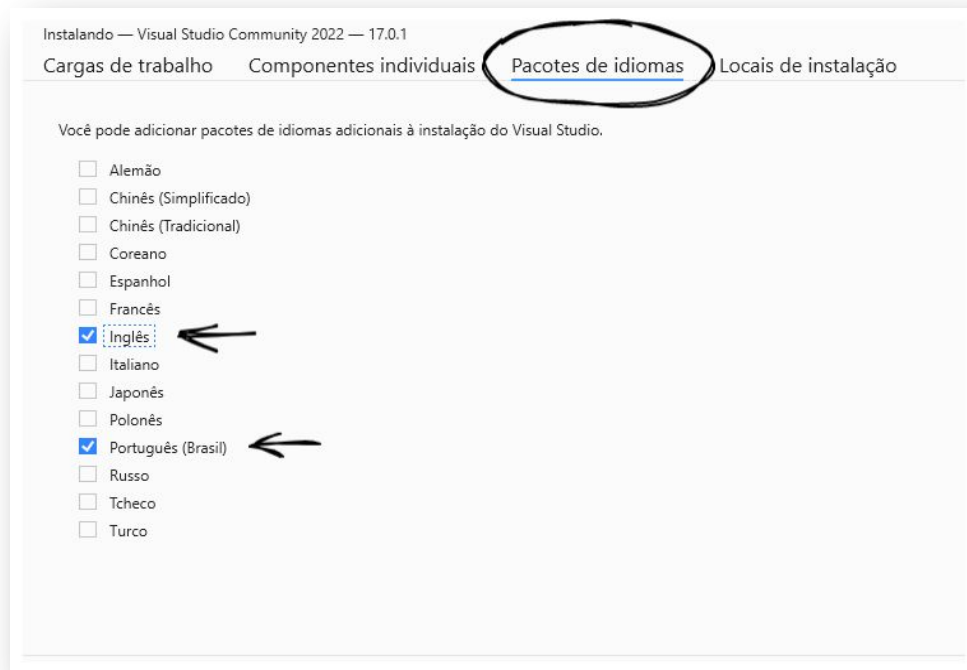 Instalando — Visual Studio Community 2022 — 17.0.1
Cargas de trabalho Componentes individuais Pacotes de idiomas Locais de instalação
Você pode adicionar pacotes de idiomas adicionais à instalação do Visual Studio.
Alemão
Chinês (Simplificado)
Chinês (Tradicional)
Coreano
Espanhol
Francês
Inglês
Italiano
Japonês
Polonês
Português (Brasil)
Russo
Tcheco
Turco